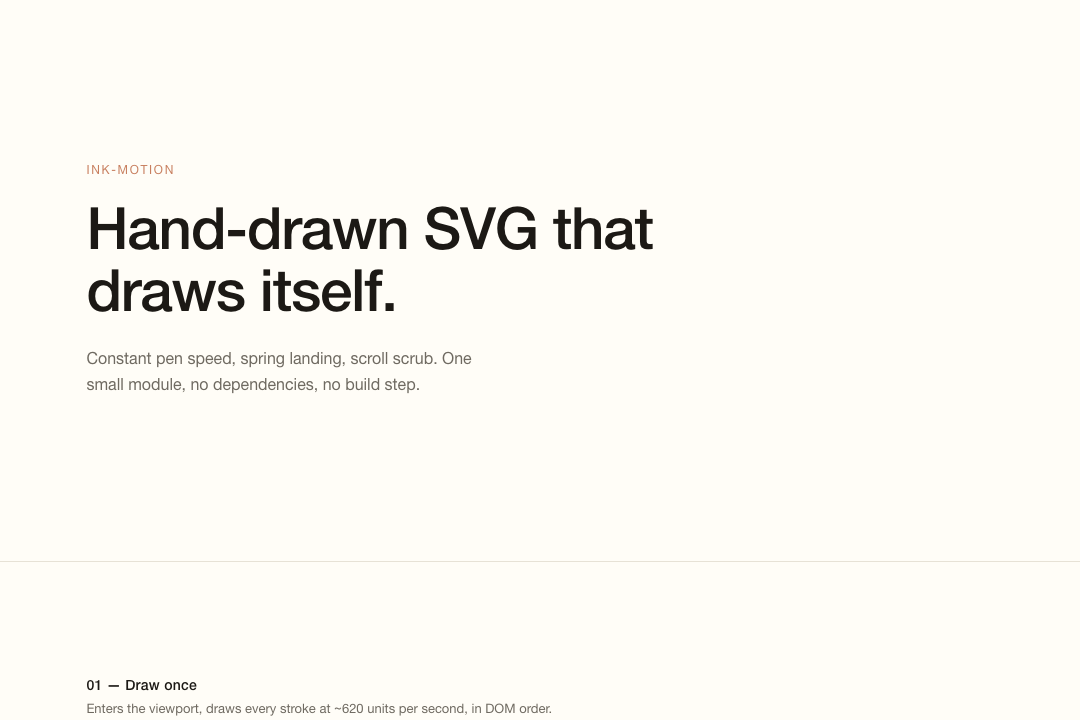 INK-MOTION
Hand-drawn SVG that
draws itself.
Constant pen speed, spring landing, scroll scrub. One
small module, no dependencies, no build step.
01 — Draw once
Enters the viewport, draws every stroke at ~620 units per second, in DOM order.